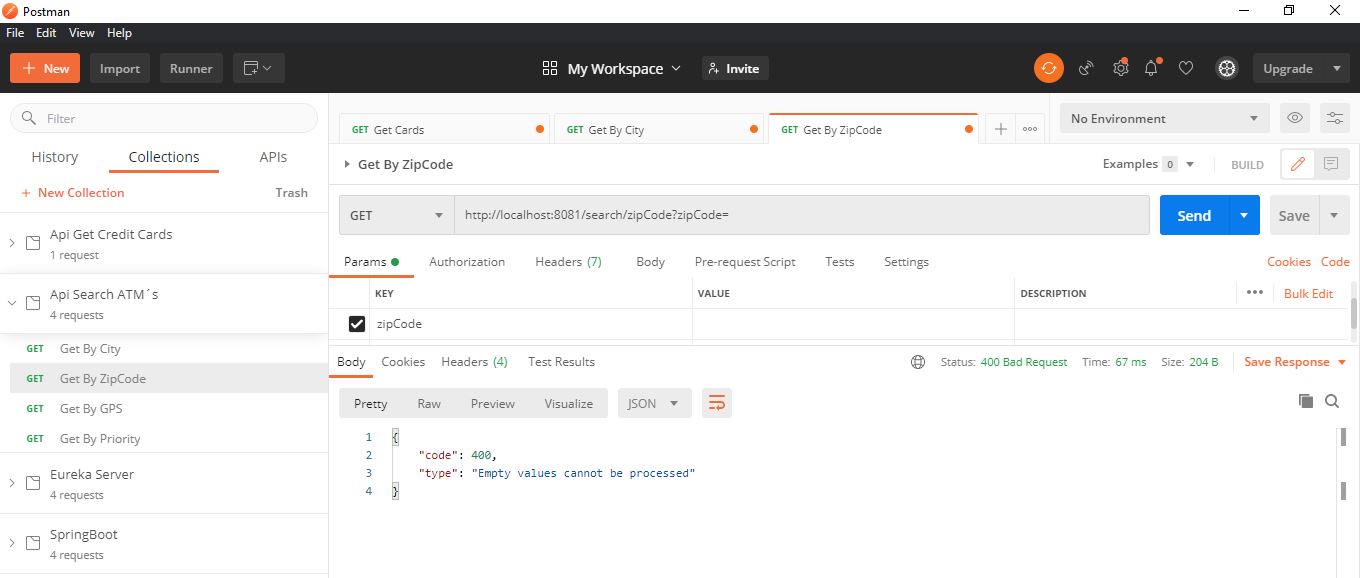 Postman
File Edit View Help
New Import Runner My Workspace Invite Upgrade
Filter
History Collections APIs
+ New Collection Trash
Api Get Credit Cards
1 request
Api Search ATM´s
4 requests
GET Get By City
GET Get By ZipCode
GET Get By GPS
GET Get By Priority
Eureka Server
4 requests
SpringBoot
4 requests
GET Get Cards GET Get By City GET Get By ZipCode No Environment
Get By ZipCode Examples 0 BUILD
GET http://localhost:8081/search/zipCode?zipCode= Send Save
Params Authorization Headers (7) Body Pre-request Script Tests Settings Cookies Code
KEY VALUE DESCRIPTION Bulk Edit
zipCode
Body Cookies Headers (4) Test Results Status: 400 Bad Request Time: 67 ms Size: 204 B Save Response
Pretty Raw Preview Visualize JSON
1 {
2 "code": 400,
3 "type": "Empty values cannot be processed"
4 }